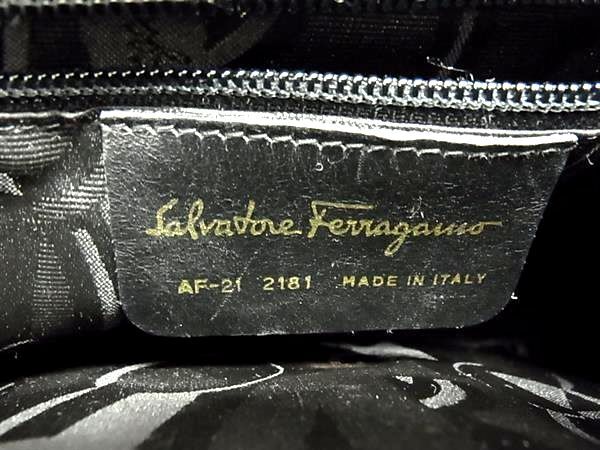 Salvatore Ferragamo
AF-21 2181 MADE IN ITALY